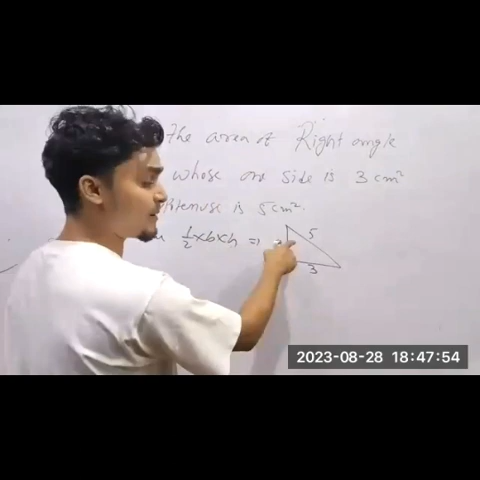 The area of Right angle
whose one side is 3 cm²
is 5 cm².
1/2 × b × h =>
5
3
2023-08-28 18:47:54